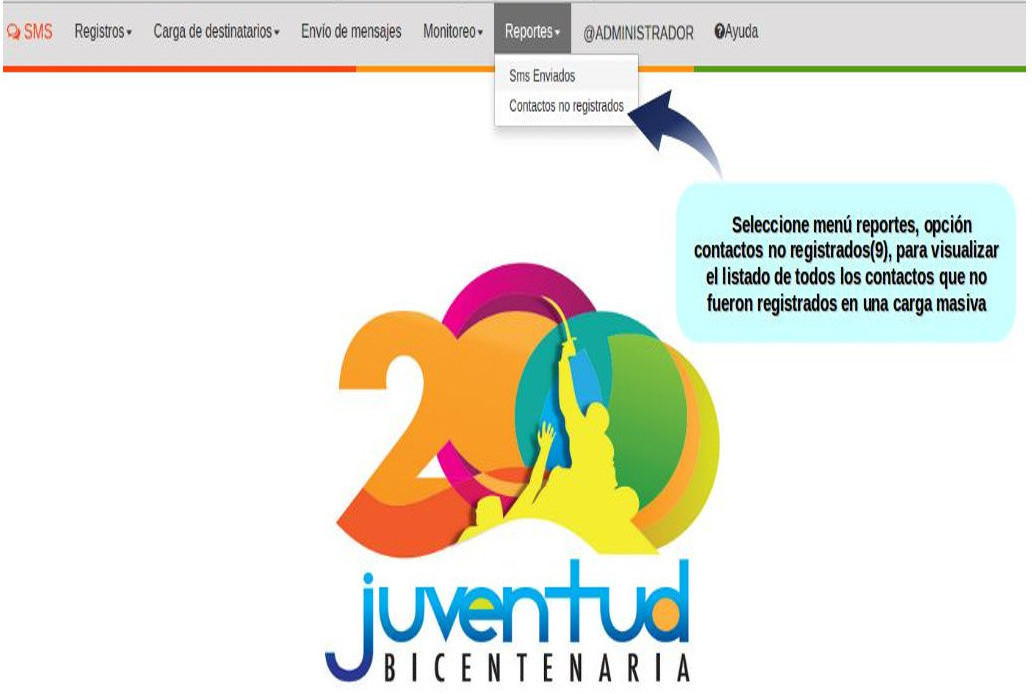 SMS Registros Carga de destinatarios Envío de mensajes Monitoreo Reportes @ADMINISTRADOR Ayuda
Sms Enviados
Contactos no registrados
Seleccione menú reportes, opción
contactos no registrados(9), para visualizar
el listado de todos los contactos que no
fueron registrados en una carga masiva
200
juventud
BICENTENARIA